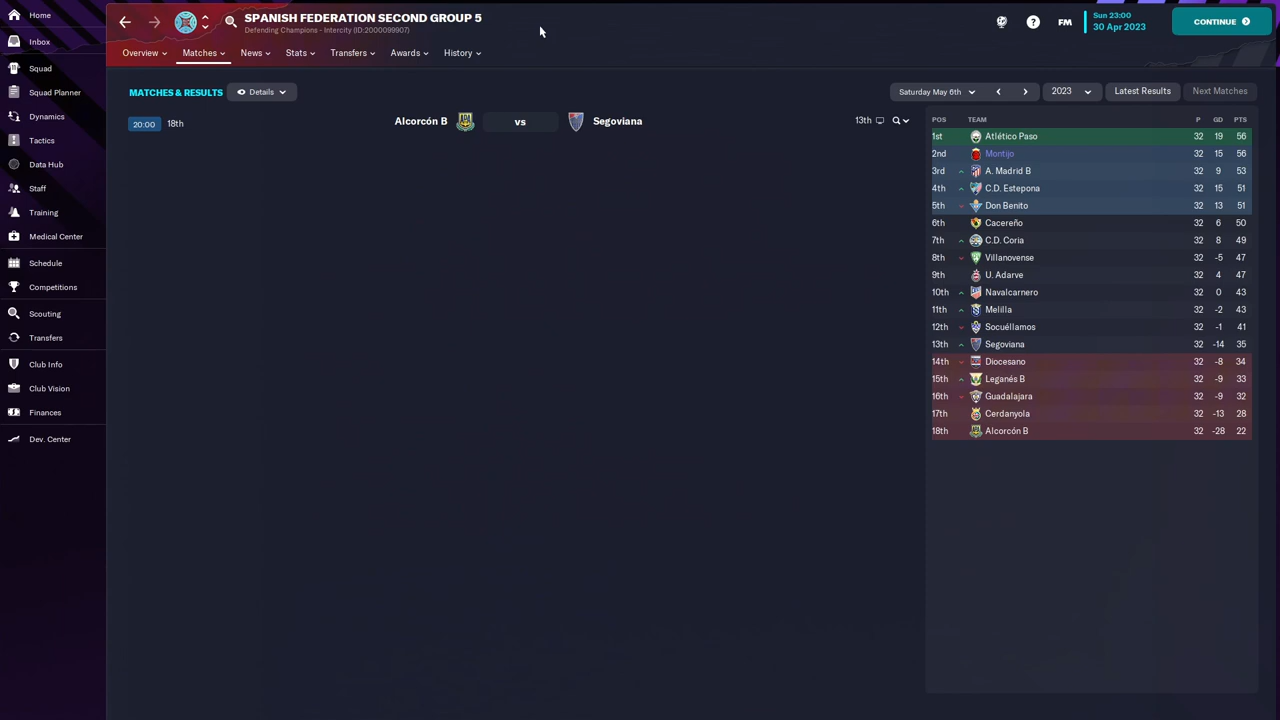 Home
Inbox
Squad
Squad Planner
Dynamics
Tactics
Data Hub
Staff
Training
Medical Center
Schedule
Competitions
Scouting
Transfers
Club Info
Club Vision
Finances
Dev. Center
SPANISH FEDERATION SECOND GROUP 5
Defending Champions - Intercity (ID:2000099907)
FM
Sun 23:00
30 Apr 2023
CONTINUE
Overview Matches News Stats Transfers Awards History
MATCHES & RESULTS Details
Saturday May 6th 2023 Latest Results Next Matches
20:00 18th Alcorcón B vs Segoviana 13th
POS TEAM P GD PTS
1st Atlético Paso 32 19 56
2nd Montijo 32 15 56
3rd A. Madrid B 32 9 53
4th C.D. Estepona 32 15 51
5th Don Benito 32 13 51
6th Cacereño 32 6 50
7th C.D. Coria 32 8 49
8th Villanovense 32 -5 47
9th U. Adarve 32 4 47
10th Navalcarnero 32 0 43
11th Melilla 32 -2 43
12th Socuéllamos 32 -1 41
13th Segoviana 32 -14 35
14th Diocesano 32 -8 34
15th Leganés B 32 -9 33
16th Guadalajara 32 -9 32
17th Cerdanyola 32 -13 28
18th Alcorcón B 32 -28 22